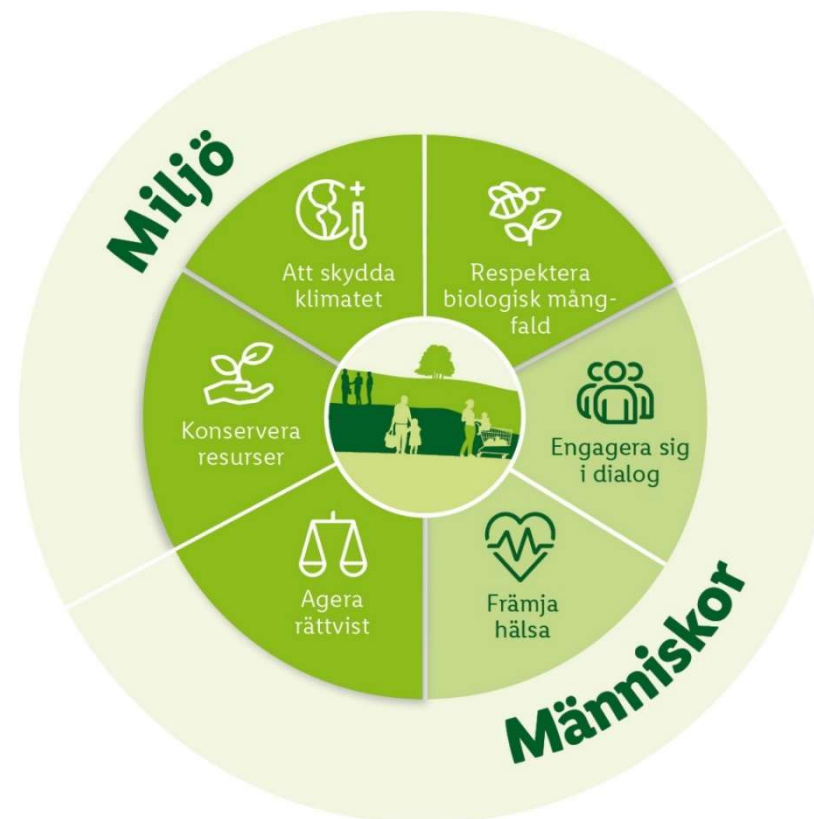 Miljö
Att skydda
klimatet
Respektera
biologisk mång-
fald
Konservera
resurser
Engagera sig
i dialog
Agera
rättvist
Främja
hälsa
Människor